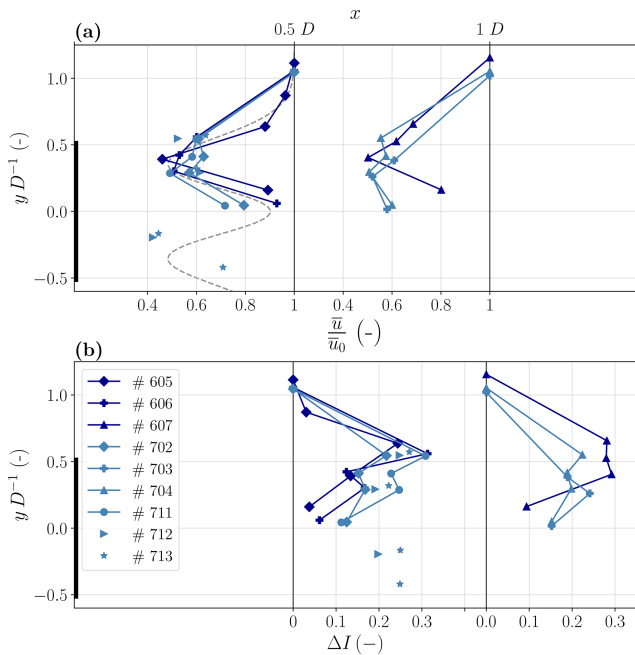 x
(a)
0.5 D
1 D
1.0
0.5
0.0
−0.5
y D⁻¹ (-)
0.4 0.6 0.8 1 0.4 0.6 0.8 1
u̅ / u̅₀ (-)
(b)
1.0
0.5
0.0
−0.5
y D⁻¹ (-)
# 605
# 606
# 607
# 702
# 703
# 704
# 711
# 712
# 713
0 0.1 0.2 0.3 0.0 0.1 0.2 0.3
ΔI (−)